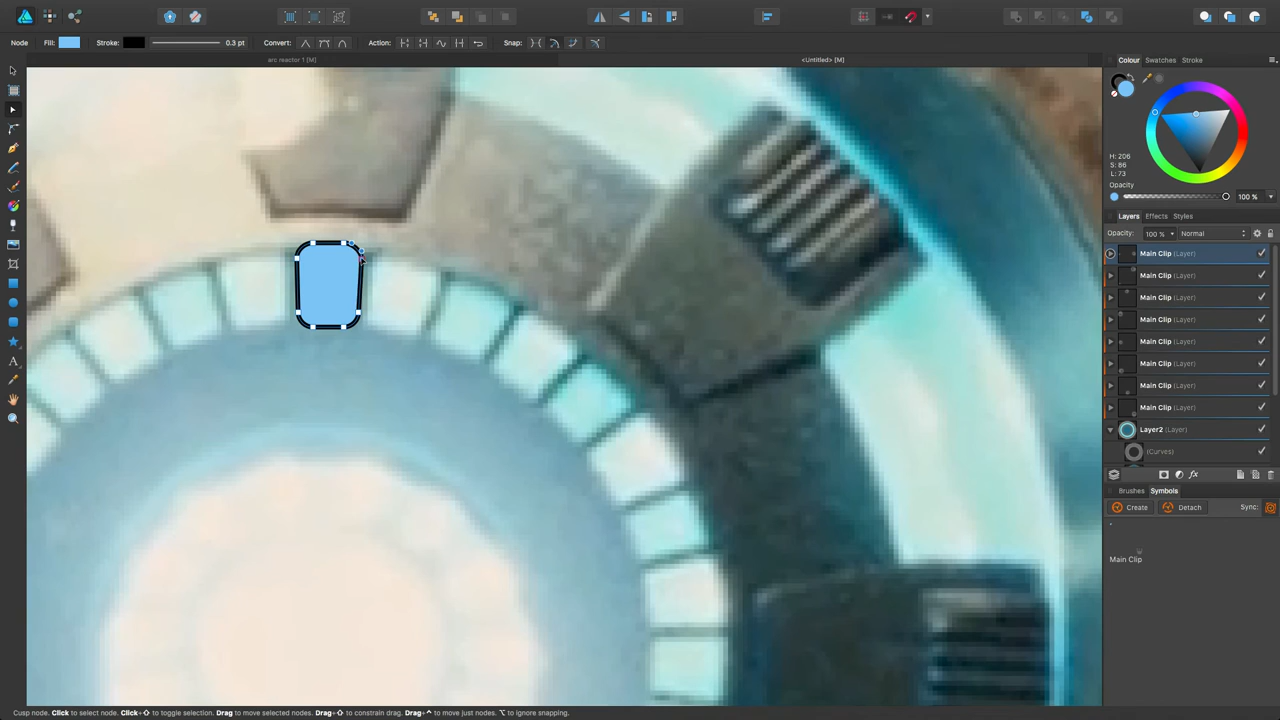 Node
Fill:
Stroke:
0.3 pt
Convert:
Action:
Snap:
arc reactor 1 [M]
<Untitled> [M]
Colour
Swatches
Stroke
H: 206
S: 86
L: 73
Opacity
100 %
Layers
Effects
Styles
Opacity:
100 %
Normal
Main Clip (Layer)
Main Clip (Layer)
Main Clip (Layer)
Main Clip (Layer)
Main Clip (Layer)
Main Clip (Layer)
Main Clip (Layer)
Main Clip (Layer)
Layer2 (Layer)
(Curves)
Brushes
Symbols
Create
Detach
Sync:
Main Clip
Cusp node. Click to select node. Click+⇧ to toggle selection. Drag to move selected nodes. Drag+⇧ to constrain drag. Drag+^ to move just nodes. ⌥ to ignore snapping.